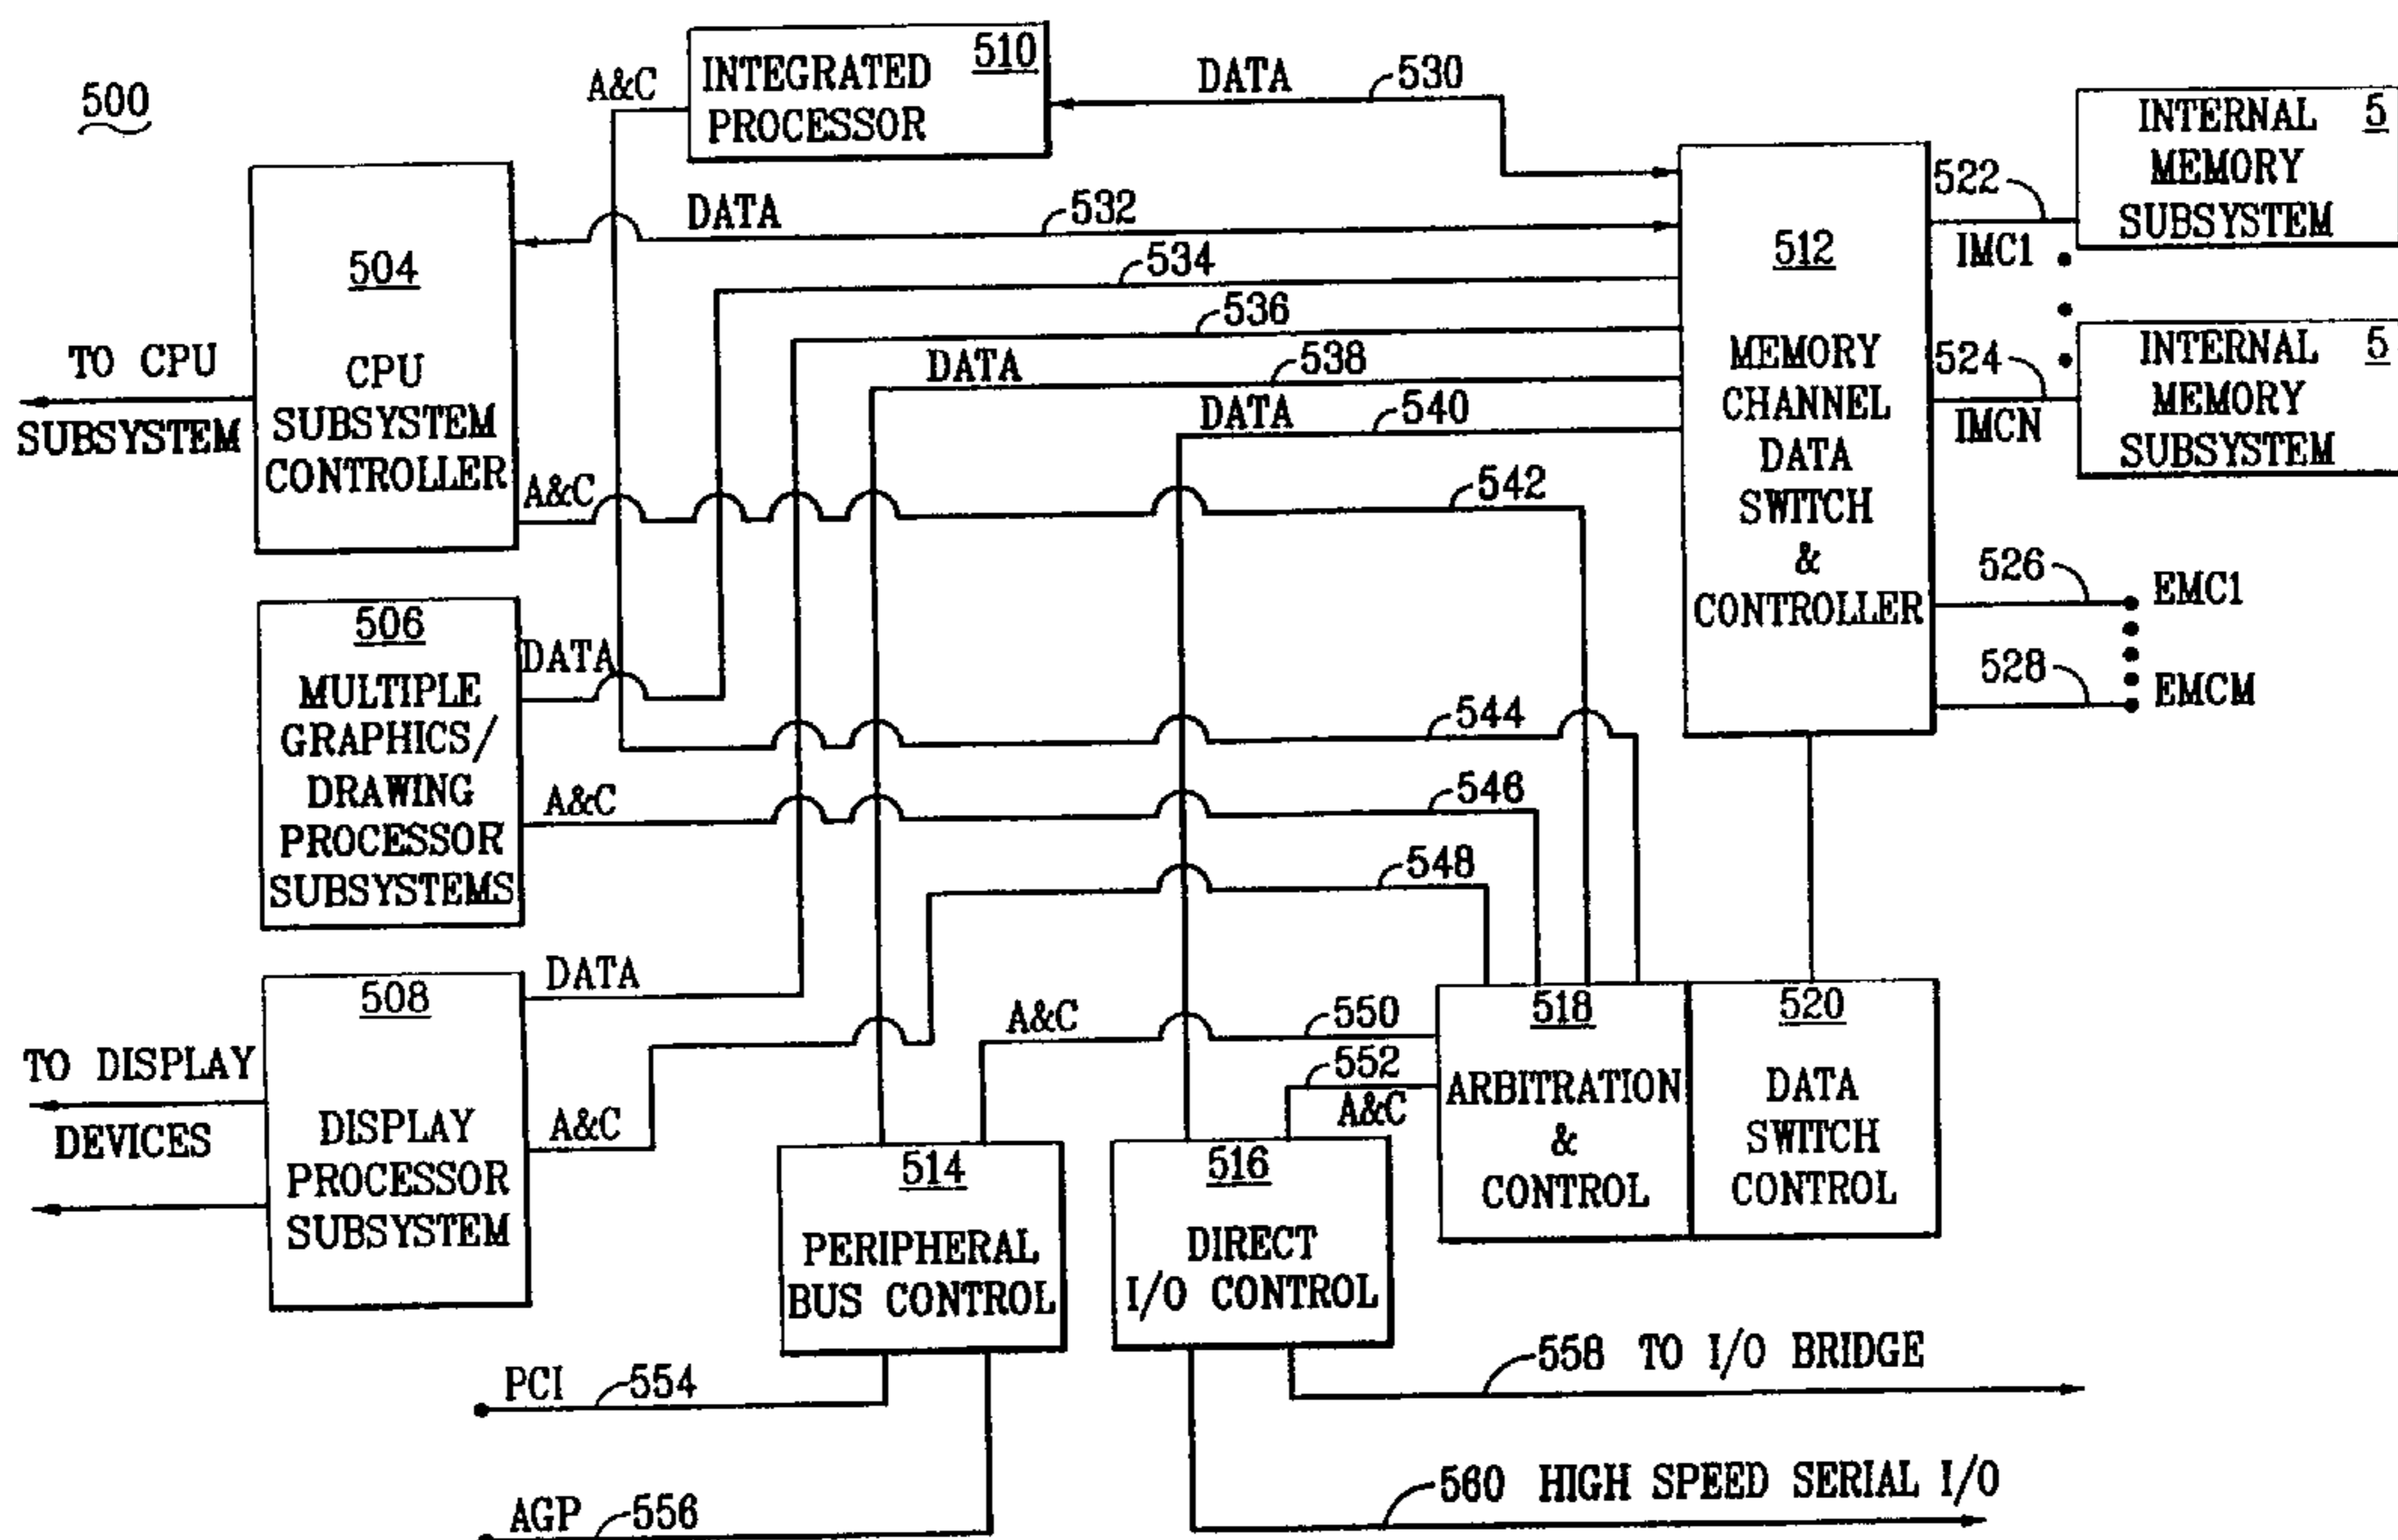 500
A&C
INTEGRATED
PROCESSOR
510
DATA
530
INTERNAL
MEMORY
SUBSYSTEM
5
522
IMC1
DATA
532
504
CPU
SUBSYSTEM
CONTROLLER
TO CPU
SUBSYSTEM
534
536
DATA
538
DATA
540
512
MEMORY
CHANNEL
DATA
SWITCH
&
CONTROLLER
524
IMCN
INTERNAL
MEMORY
SUBSYSTEM
5
A&C
542
526
EMC1
528
EMCM
506
MULTIPLE
GRAPHICS/
DRAWING
PROCESSOR
SUBSYSTEMS
DATA
544
A&C
546
548
508
DISPLAY
PROCESSOR
SUBSYSTEM
DATA
A&C
TO DISPLAY
DEVICES
A&C
550
552
A&C
518
ARBITRATION
&
CONTROL
520
DATA
SWITCH
CONTROL
514
PERIPHERAL
BUS CONTROL
516
DIRECT
I/O CONTROL
PCI
554
558 TO I/O BRIDGE
AGP
556
560 HIGH SPEED SERIAL I/O